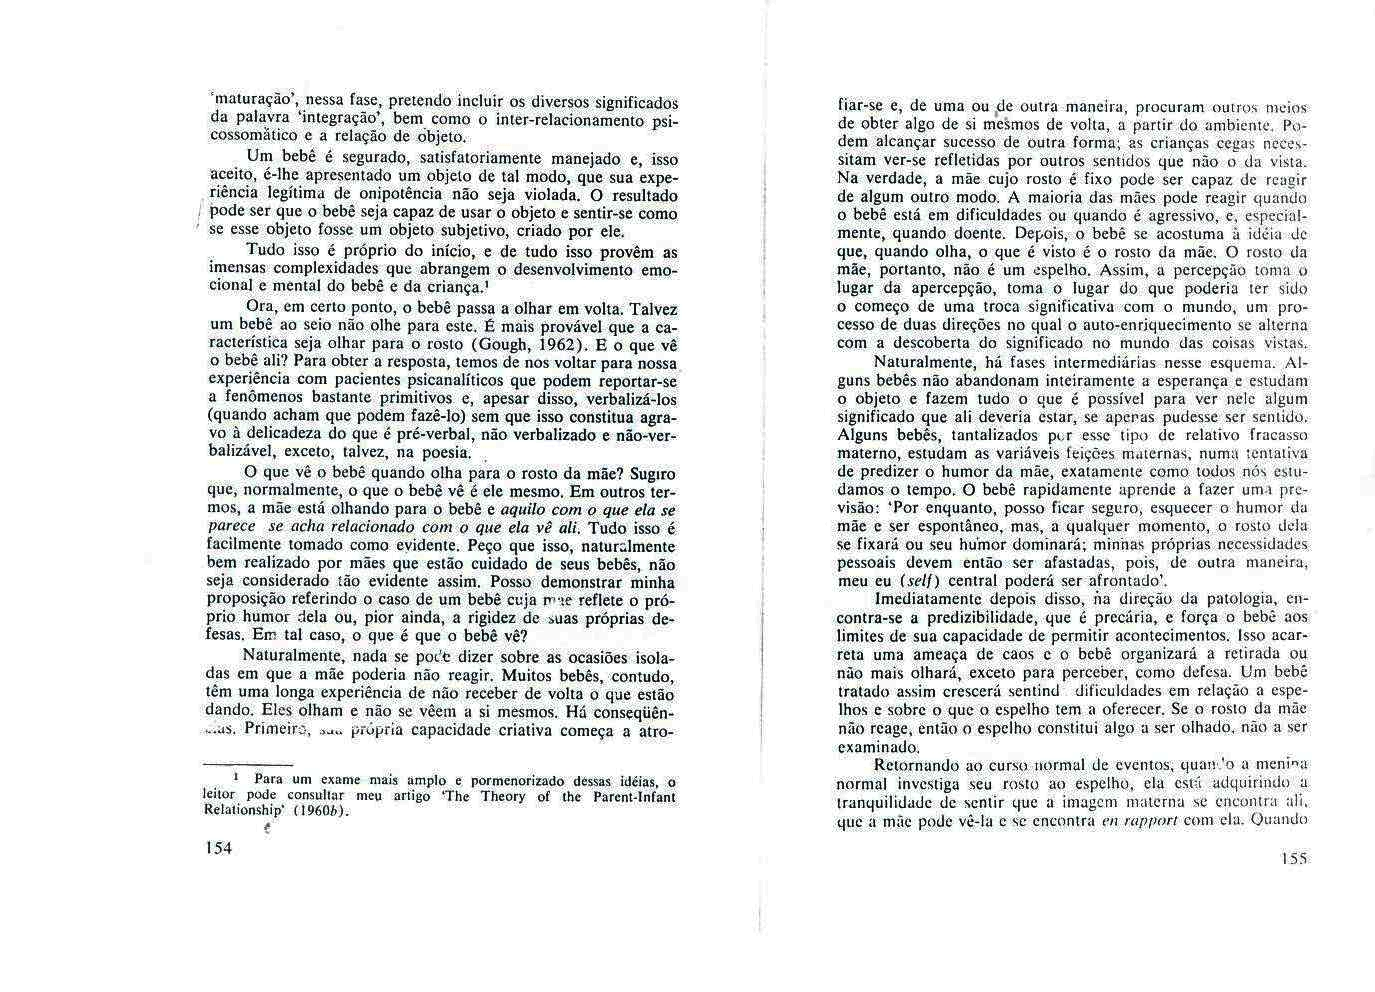 ‘maturação’, nessa fase, pretendo incluir os diversos significados
da palavra ‘integração’, bem como o inter-relacionamento psi-
cossomático e a relação de objeto.
Um bebê é segurado, satisfatoriamente manejado e, isso
aceito, é-lhe apresentado um objeto de tal modo, que sua expe-
riência legítima de onipotência não seja violada. O resultado
pode ser que o bebê seja capaz de usar o objeto e sentir-se como
se esse objeto fosse um objeto subjetivo, criado por ele.
Tudo isso é próprio do início, e de tudo isso provêm as
imensas complexidades que abrangem o desenvolvimento emo-
cional e mental do bebê e da criança.¹
Ora, em certo ponto, o bebê passa a olhar em volta. Talvez
um bebê ao seio não olhe para este. É mais provável que a ca-
racterística seja olhar para o rosto (Gough, 1962). E o que vê
o bebê ali? Para obter a resposta, temos de nos voltar para nossa
experiência com pacientes psicanalíticos que podem reportar-se
a fenômenos bastante primitivos e, apesar disso, verbalizá-los
(quando acham que podem fazê-lo) sem que isso constitua agra-
vo à delicadeza do que é pré-verbal, não verbalizado e não-ver-
balizável, exceto, talvez, na poesia.
O que vê o bebê quando olha para o rosto da mãe? Sugiro
que, normalmente, o que o bebê vê é ele mesmo. Em outros ter-
mos, a mãe está olhando para o bebê e aquilo com o que ela se
parece se acha relacionado com o que ela vê ali. Tudo isso é
facilmente tomado como evidente. Peço que isso, naturalmente
bem realizado por mães que estão cuidado de seus bebês, não
seja considerado tão evidente assim. Posso demonstrar minha
proposição referindo o caso de um bebê cuja mãe reflete o pró-
prio humor dela ou, pior ainda, a rigidez de suas próprias de-
fesas. Em tal caso, o que é que o bebê vê?
Naturalmente, nada se pode dizer sobre as ocasiões isola-
das em que a mãe poderia não reagir. Muitos bebês, contudo,
têm uma longa experiência de não receber de volta o que estão
dando. Eles olham e não se vêem a si mesmos. Há conseqüên-
cias. Primeiro, sua própria capacidade criativa começa a atro-
¹ Para um exame mais amplo e pormenorizado dessas idéias, o
leitor pode consultar meu artigo ‘The Theory of the Parent-Infant
Relationship’ (1960b).
154
fiar-se e, de uma ou de outra maneira, procuram outros meios
de obter algo de si mesmos de volta, a partir do ambiente. Po-
dem alcançar sucesso de outra forma; as crianças cegas neces-
sitam ver-se refletidas por outros sentidos que não o da vista.
Na verdade, a mãe cujo rosto é fixo pode ser capaz de reagir
de algum outro modo. A maioria das mães pode reagir quando
o bebê está em dificuldades ou quando é agressivo, e, especial-
mente, quando doente. Depois, o bebê se acostuma à idéia de
que, quando olha, o que é visto é o rosto da mãe. O rosto da
mãe, portanto, não é um espelho. Assim, a percepção toma o
lugar da apercepção, toma o lugar do que poderia ter sido
o começo de uma troca significativa com o mundo, um pro-
cesso de duas direções no qual o auto-enriquecimento se alterna
com a descoberta do significado no mundo das coisas vistas.
Naturalmente, há fases intermediárias nesse esquema. Al-
guns bebês não abandonam inteiramente a esperança e estudam
o objeto e fazem tudo o que é possível para ver nele algum
significado que ali deveria estar, se apenas pudesse ser sentido.
Alguns bebês, tantalizados por esse tipo de relativo fracasso
materno, estudam as variáveis feições maternas, numa tentativa
de predizer o humor da mãe, exatamente como todos nós estu-
damos o tempo. O bebê rapidamente aprende a fazer uma pre-
visão: ‘Por enquanto, posso ficar seguro, esquecer o humor da
mãe e ser espontâneo, mas, a qualquer momento, o rosto dela
se fixará ou seu humor dominará; minhas próprias necessidades
pessoais devem então ser afastadas, pois, de outra maneira,
meu eu (self) central poderá ser afrontado’.
Imediatamente depois disso, na direção da patologia, en-
contra-se a predizibilidade, que é precária, e força o bebê aos
limites de sua capacidade de permitir acontecimentos. Isso acar-
reta uma ameaça de caos e o bebê organizará a retirada ou
não mais olhará, exceto para perceber, como defesa. Um bebê
tratado assim crescerá sentind dificuldades em relação a espe-
lhos e sobre o que o espelho tem a oferecer. Se o rosto da mãe
não reage, então o espelho constitui algo a ser olhado, não a ser
examinado.
Retornando ao curso normal de eventos, quando a menina
normal investiga seu rosto ao espelho, ela está adquirindo a
tranquilidade de sentir que a imagem materna se encontra ali,
que a mãe pode vê-la e se encontra en rapport com ela. Quando
155